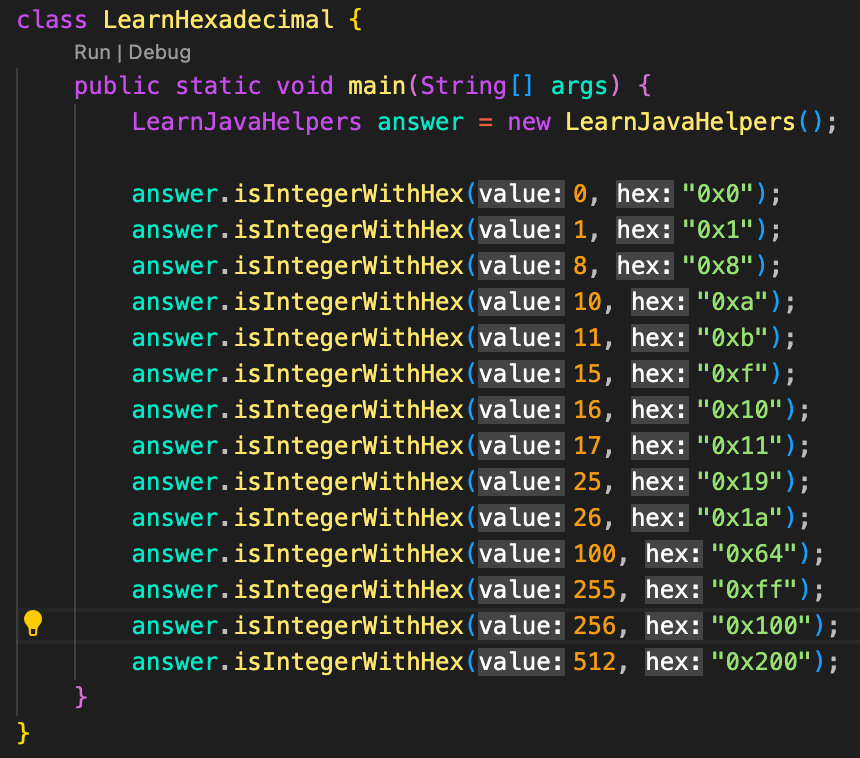 class LearnHexadecimal {
Run | Debug
public static void main(String[] args) {
LearnJavaHelpers answer = new LearnJavaHelpers();
answer.isIntegerWithHex(value: 0, hex: "0x0");
answer.isIntegerWithHex(value: 1, hex: "0x1");
answer.isIntegerWithHex(value: 8, hex: "0x8");
answer.isIntegerWithHex(value: 10, hex: "0xa");
answer.isIntegerWithHex(value: 11, hex: "0xb");
answer.isIntegerWithHex(value: 15, hex: "0xf");
answer.isIntegerWithHex(value: 16, hex: "0x10");
answer.isIntegerWithHex(value: 17, hex: "0x11");
answer.isIntegerWithHex(value: 25, hex: "0x19");
answer.isIntegerWithHex(value: 26, hex: "0x1a");
answer.isIntegerWithHex(value: 100, hex: "0x64");
answer.isIntegerWithHex(value: 255, hex: "0xff");
answer.isIntegerWithHex(value: 256, hex: "0x100");
answer.isIntegerWithHex(value: 512, hex: "0x200");
}
}